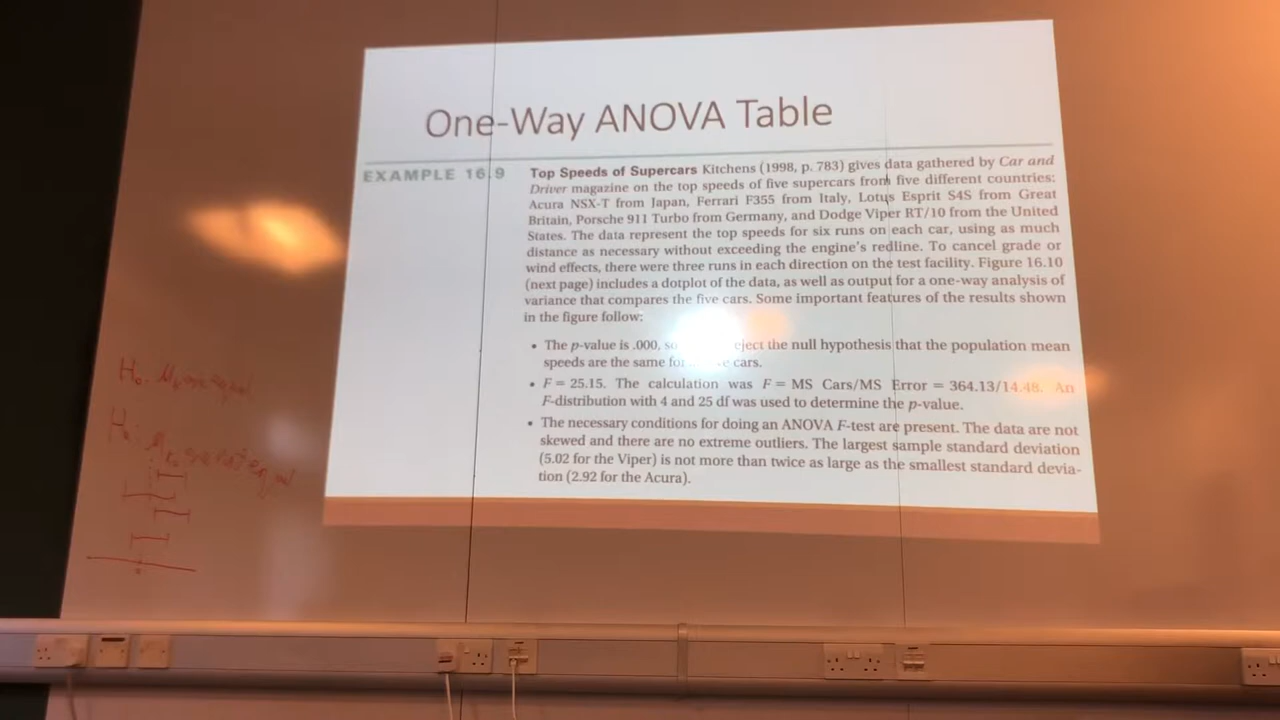 One-Way ANOVA Table
EXAMPLE 16.9
Top Speeds of Supercars Kitchens (1998, p. 783) gives data gathered by Car and
Driver magazine on the top speeds of five supercars from five different countries:
Acura NSX-T from Japan, Ferrari F355 from Italy, Lotus Esprit S4S from Great
Britain, Porsche 911 Turbo from Germany, and Dodge Viper RT/10 from the United
States. The data represent the top speeds for six runs on each car, using as much
distance as necessary without exceeding the engine's redline. To cancel grade or
wind effects, there were three runs in each direction on the test facility. Figure 16.10
(next page) includes a dotplot of the data, as well as output for a one-way analysis of
variance that compares the five cars. Some important features of the results shown
in the figure follow:
• The p-value is .000, so eject the null hypothesis that the population mean
speeds are the same for cars.
• F = 25.15. The calculation was F = MS Cars/MS Error = 364.13/14.48. An
F-distribution with 4 and 25 df was used to determine the p-value.
• The necessary conditions for doing an ANOVA F-test are present. The data are not
skewed and there are no extreme outliers. The largest sample standard deviation
(5.02 for the Viper) is not more than twice as large as the smallest standard devia-
tion (2.92 for the Acura).